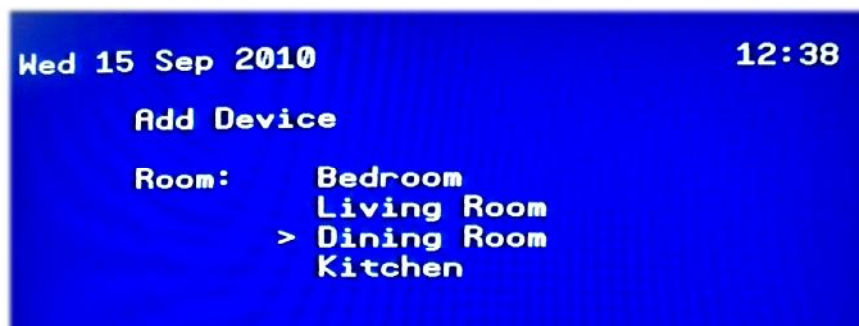 Wed 15 Sep 2010 12:38
Add Device
Room: Bedroom
Living Room
> Dining Room
Kitchen